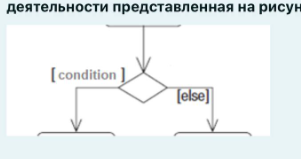 деятельности представленная на рисун
[ condition ]
[else]